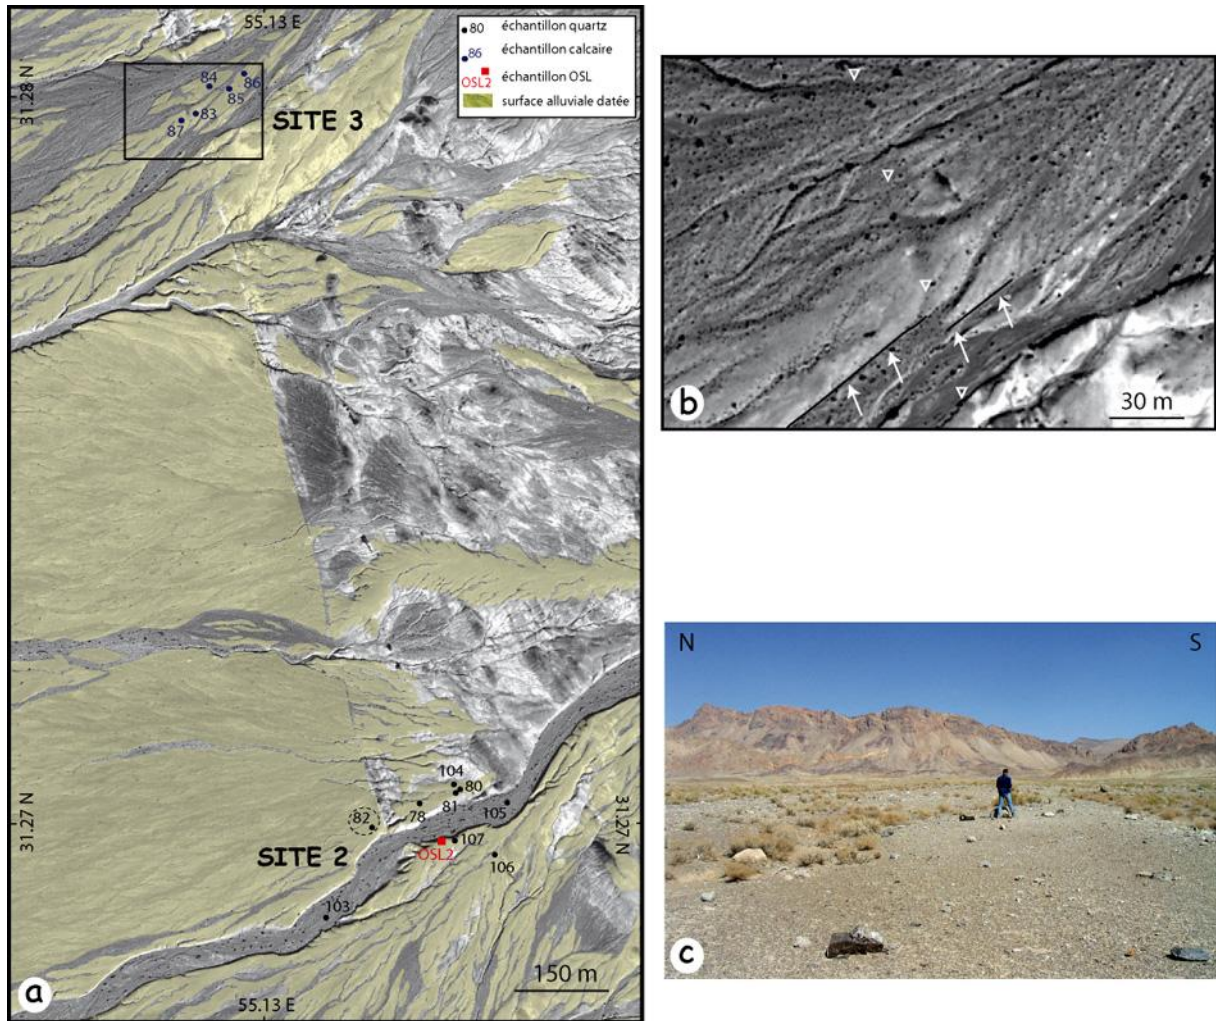 55.13 E
80 échantillon quartz
86 échantillon calcaire
OSL2 échantillon OSL
surface alluviale datée
31.28 N
84
86
85
83
87
SITE 3
b
30 m
N
S
104
80
81
105
78
82
31.27 N
31.27 N
SITE 2
OSL2
107
106
103
c
a
150 m
55.13 E